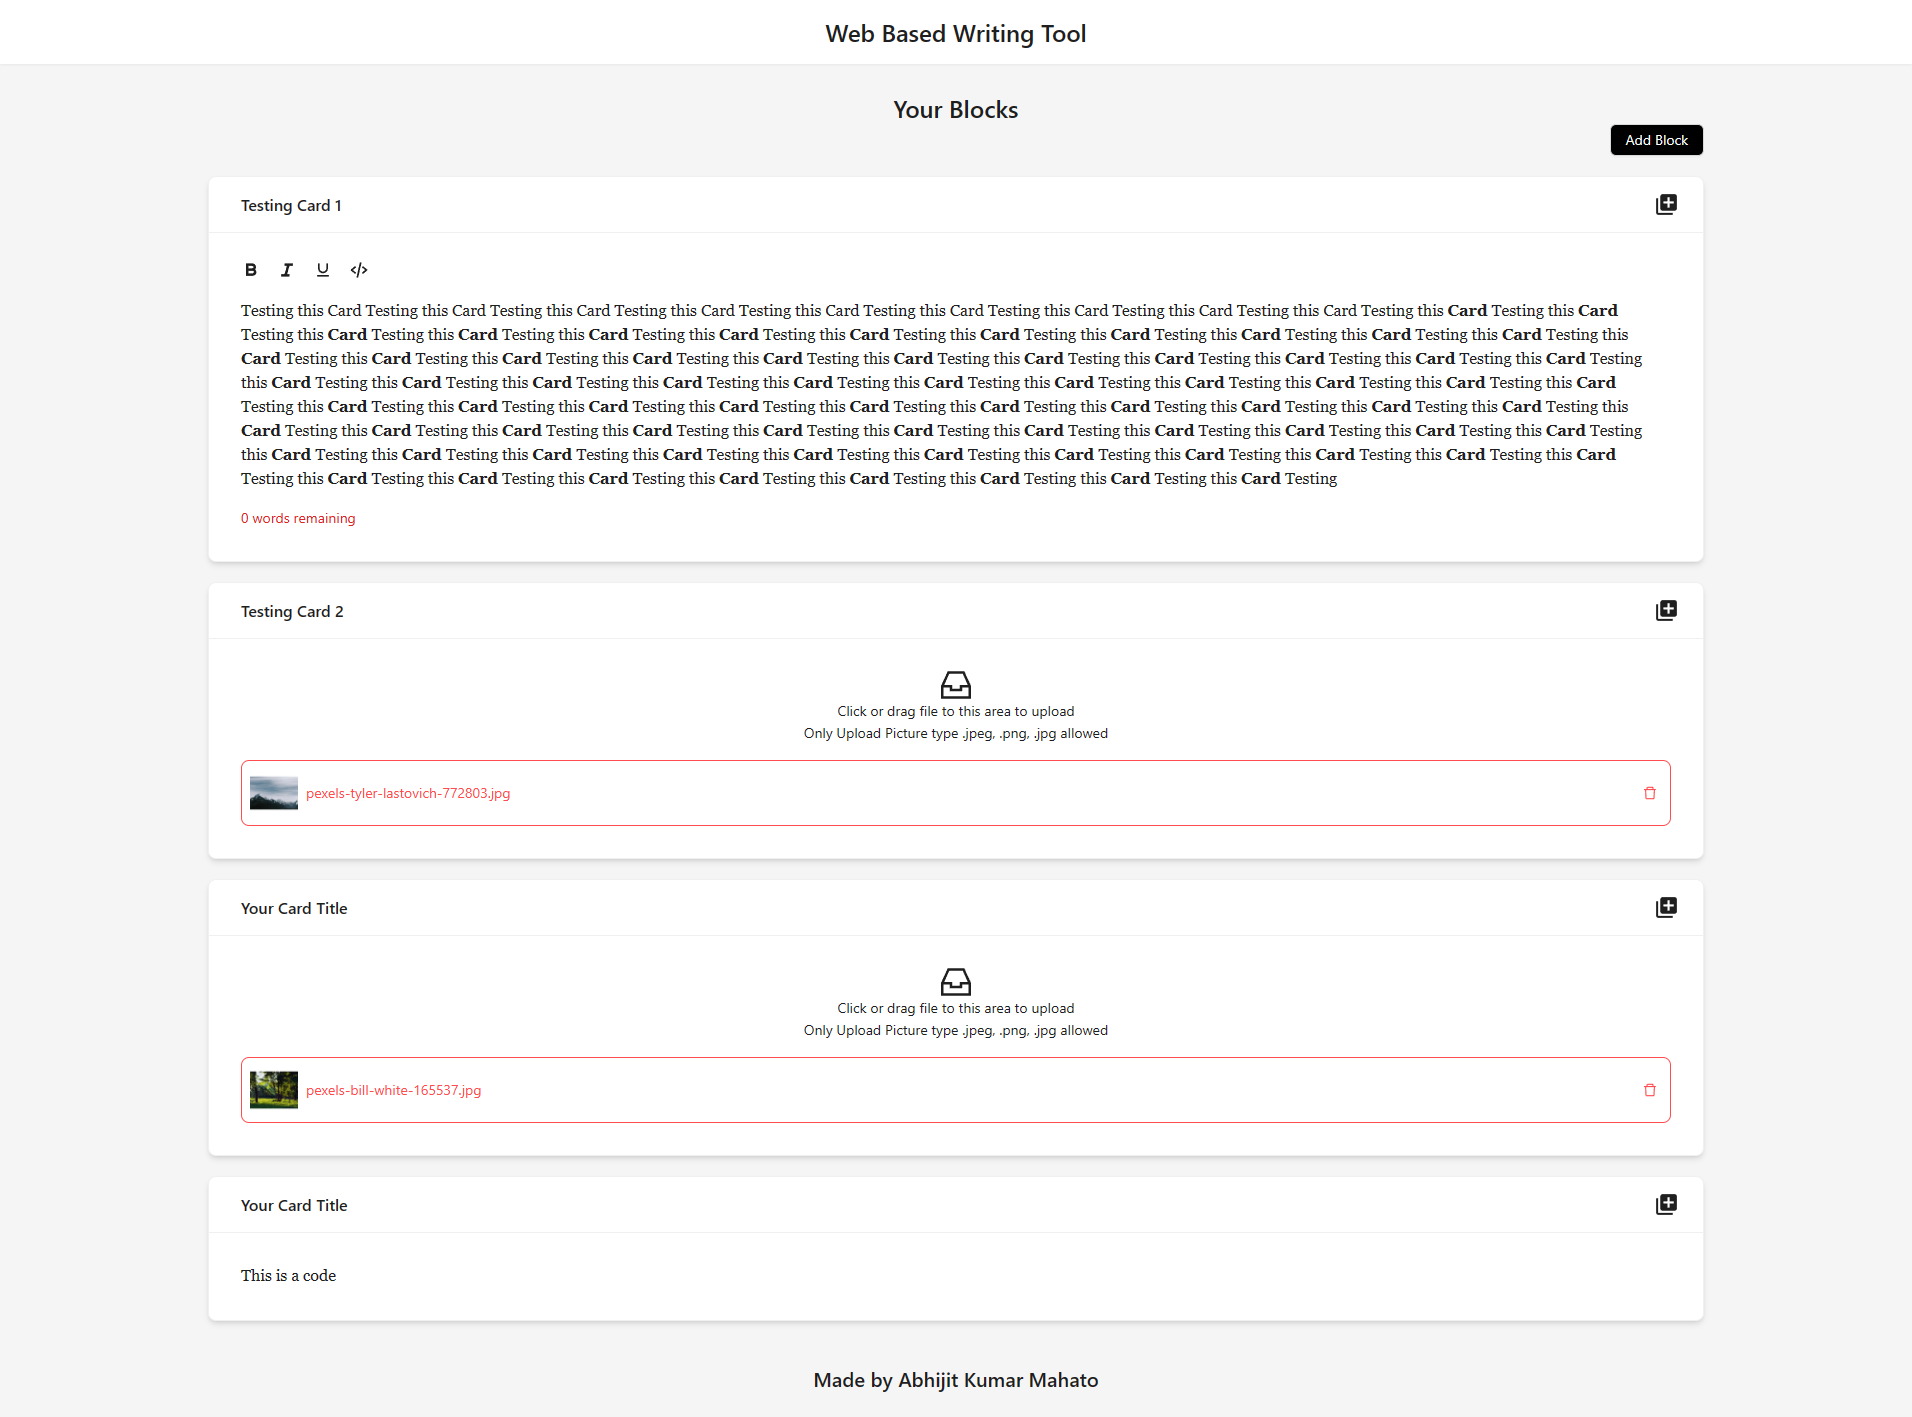 Web Based Writing Tool
Your Blocks
Add Block
Testing Card 1
B I U </>
Testing this Card Testing this Card Testing this Card Testing this Card Testing this Card Testing this Card Testing this Card Testing this Card Testing this Card Testing this Card Testing this Card
Testing this Card Testing this Card Testing this Card Testing this Card Testing this Card Testing this Card Testing this Card Testing this Card Testing this Card Testing this Card Testing this
Card Testing this Card Testing this Card Testing this Card Testing this Card Testing this Card Testing this Card Testing this Card Testing this Card Testing this Card Testing this Card Testing
this Card Testing this Card Testing this Card Testing this Card Testing this Card Testing this Card Testing this Card Testing this Card Testing this Card Testing this Card Testing this Card
Testing this Card Testing this Card Testing this Card Testing this Card Testing this Card Testing this Card Testing this Card Testing this Card Testing this Card Testing this Card Testing this
Card Testing this Card Testing this Card Testing this Card Testing this Card Testing this Card Testing this Card Testing this Card Testing this Card Testing this Card Testing this Card Testing
this Card Testing this Card Testing this Card Testing this Card Testing this Card Testing this Card Testing this Card Testing this Card Testing this Card Testing this Card Testing this Card
Testing this Card Testing this Card Testing this Card Testing this Card Testing this Card Testing this Card Testing this Card Testing this Card Testing
0 words remaining
Testing Card 2
Click or drag file to this area to upload
Only Upload Picture type .jpeg, .png, .jpg allowed
pexels-tyler-lastovich-772803.jpg
Your Card Title
Click or drag file to this area to upload
Only Upload Picture type .jpeg, .png, .jpg allowed
pexels-bill-white-165537.jpg
Your Card Title
This is a code
Made by Abhijit Kumar Mahato